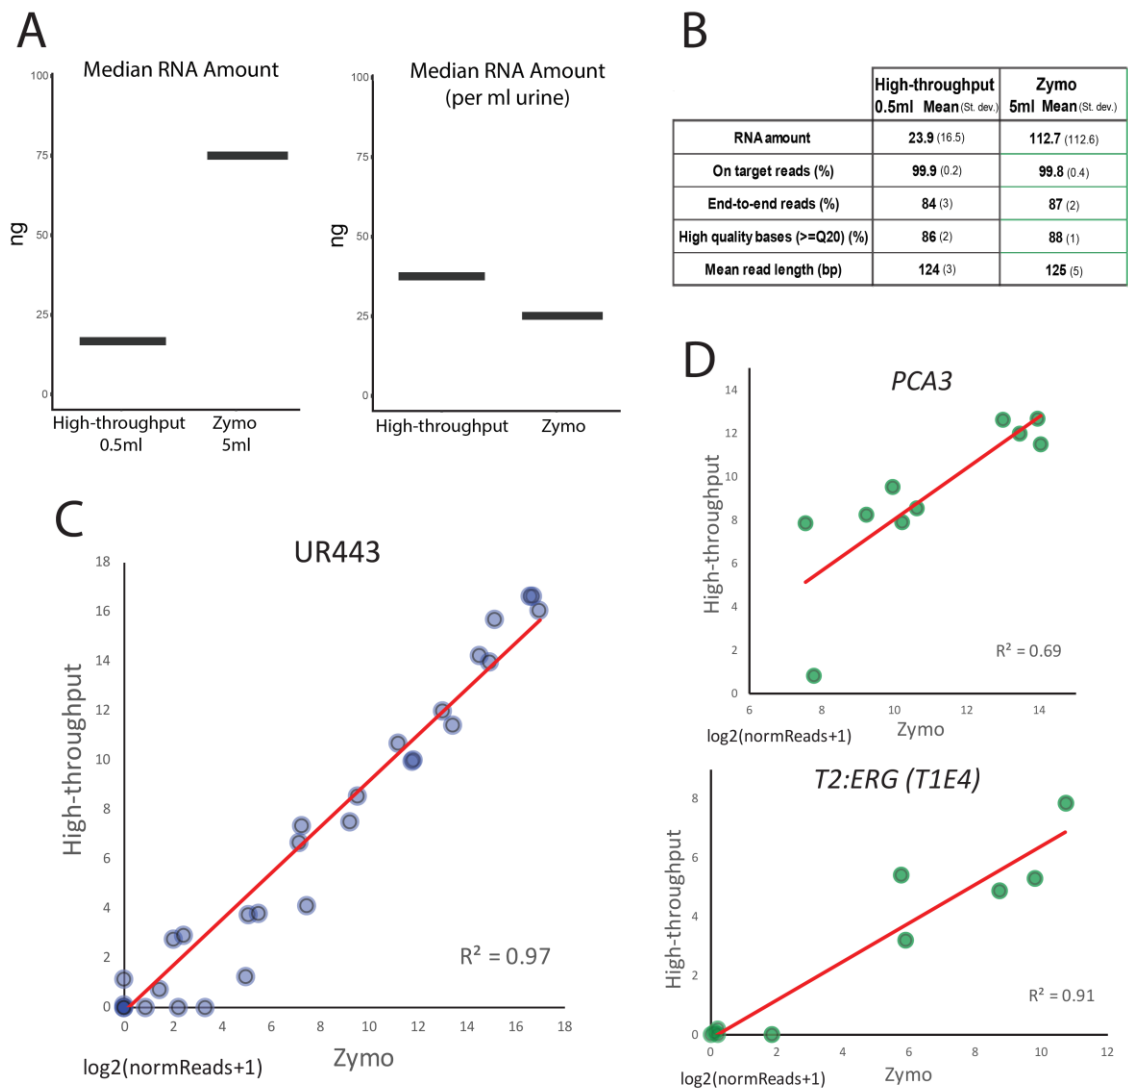 A
Median RNA Amount
100
75
50
25
0
ng
High-throughput
0.5ml
Zymo
5ml
Median RNA Amount
(per ml urine)
100
75
50
25
0
ng
High-throughput
Zymo
B
High-throughput
0.5ml Mean (St. dev.)
Zymo
5ml Mean (St. dev.)
RNA amount 23.9 (16.5) 112.7 (112.6)
On target reads (%) 99.9 (0.2) 99.8 (0.4)
End-to-end reads (%) 84 (3) 87 (2)
High quality bases (>=Q20) (%) 86 (2) 88 (1)
Mean read length (bp) 124 (3) 125 (5)
C
UR443
18
16
14
12
10
8
6
4
2
0
High-throughput
R² = 0.97
0 2 4 6 8 10 12 14 16 18
Zymo
log2(normReads+1)
D
PCA3
14
12
10
8
6
4
2
0
High-throughput
R² = 0.69
6 8 10 12 14
Zymo
log2(normReads+1)
T2:ERG (T1E4)
8
6
4
2
0
High-throughput
R² = 0.91
0 2 4 6 8 10 12
Zymo
log2(normReads+1)